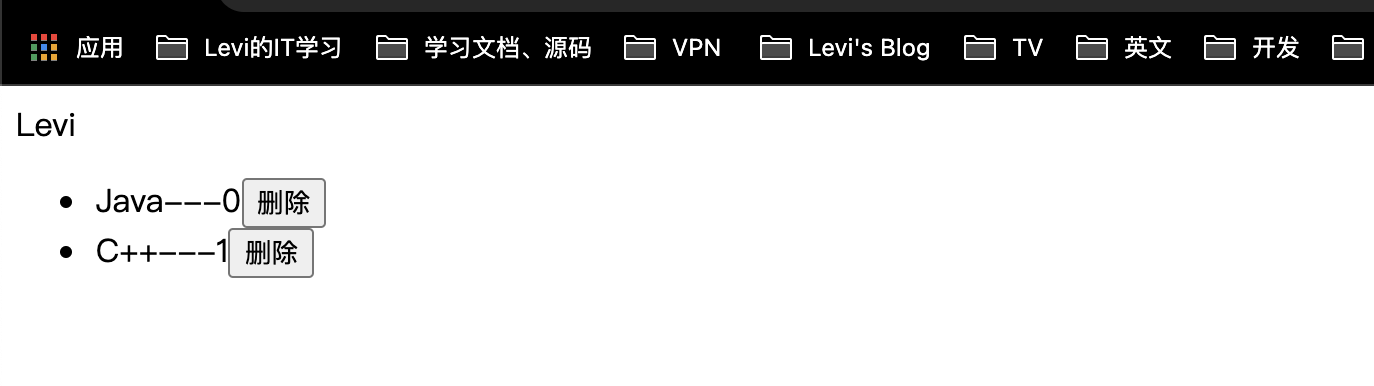 应用 Levi的IT学习 学习文档、源码 VPN Levi's Blog TV 英文 开发
Levi
Java---0 删除
C++---1 删除